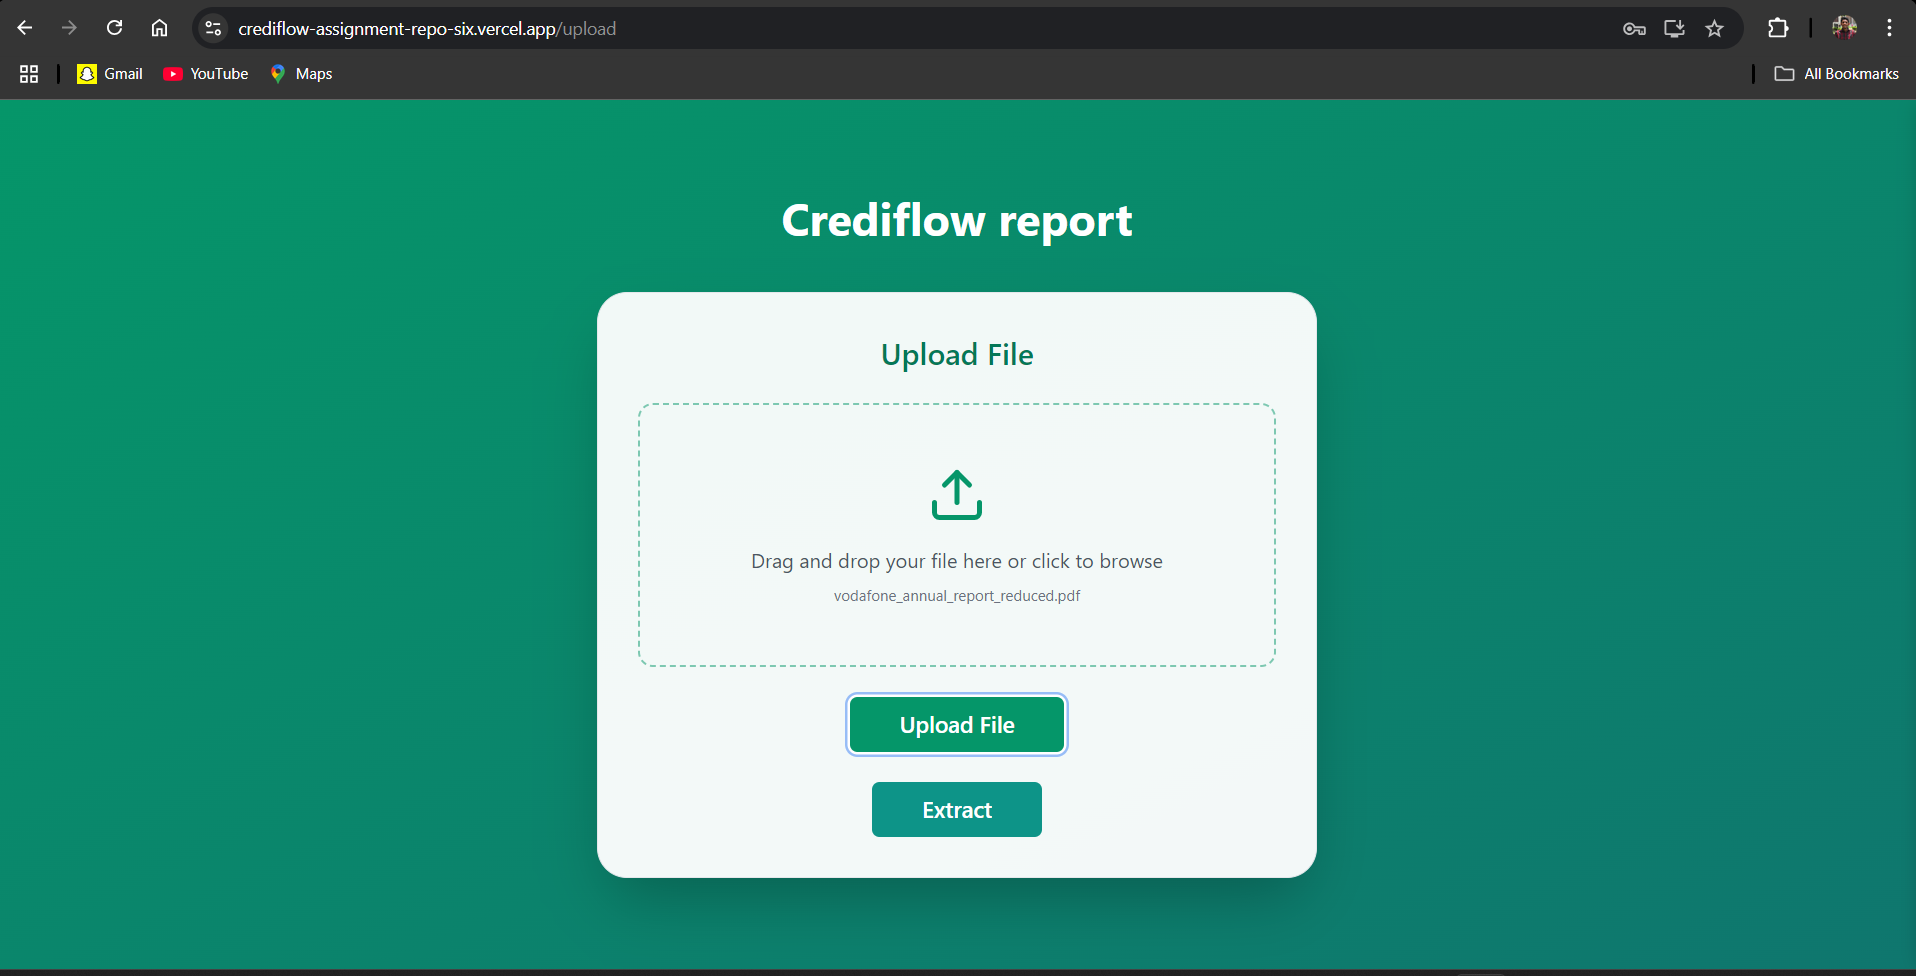 crediflow-assignment-repo-six.vercel.app/upload
Gmail YouTube Maps All Bookmarks
Crediflow report
Upload File
Drag and drop your file here or click to browse
vodafone_annual_report_reduced.pdf
Upload File
Extract